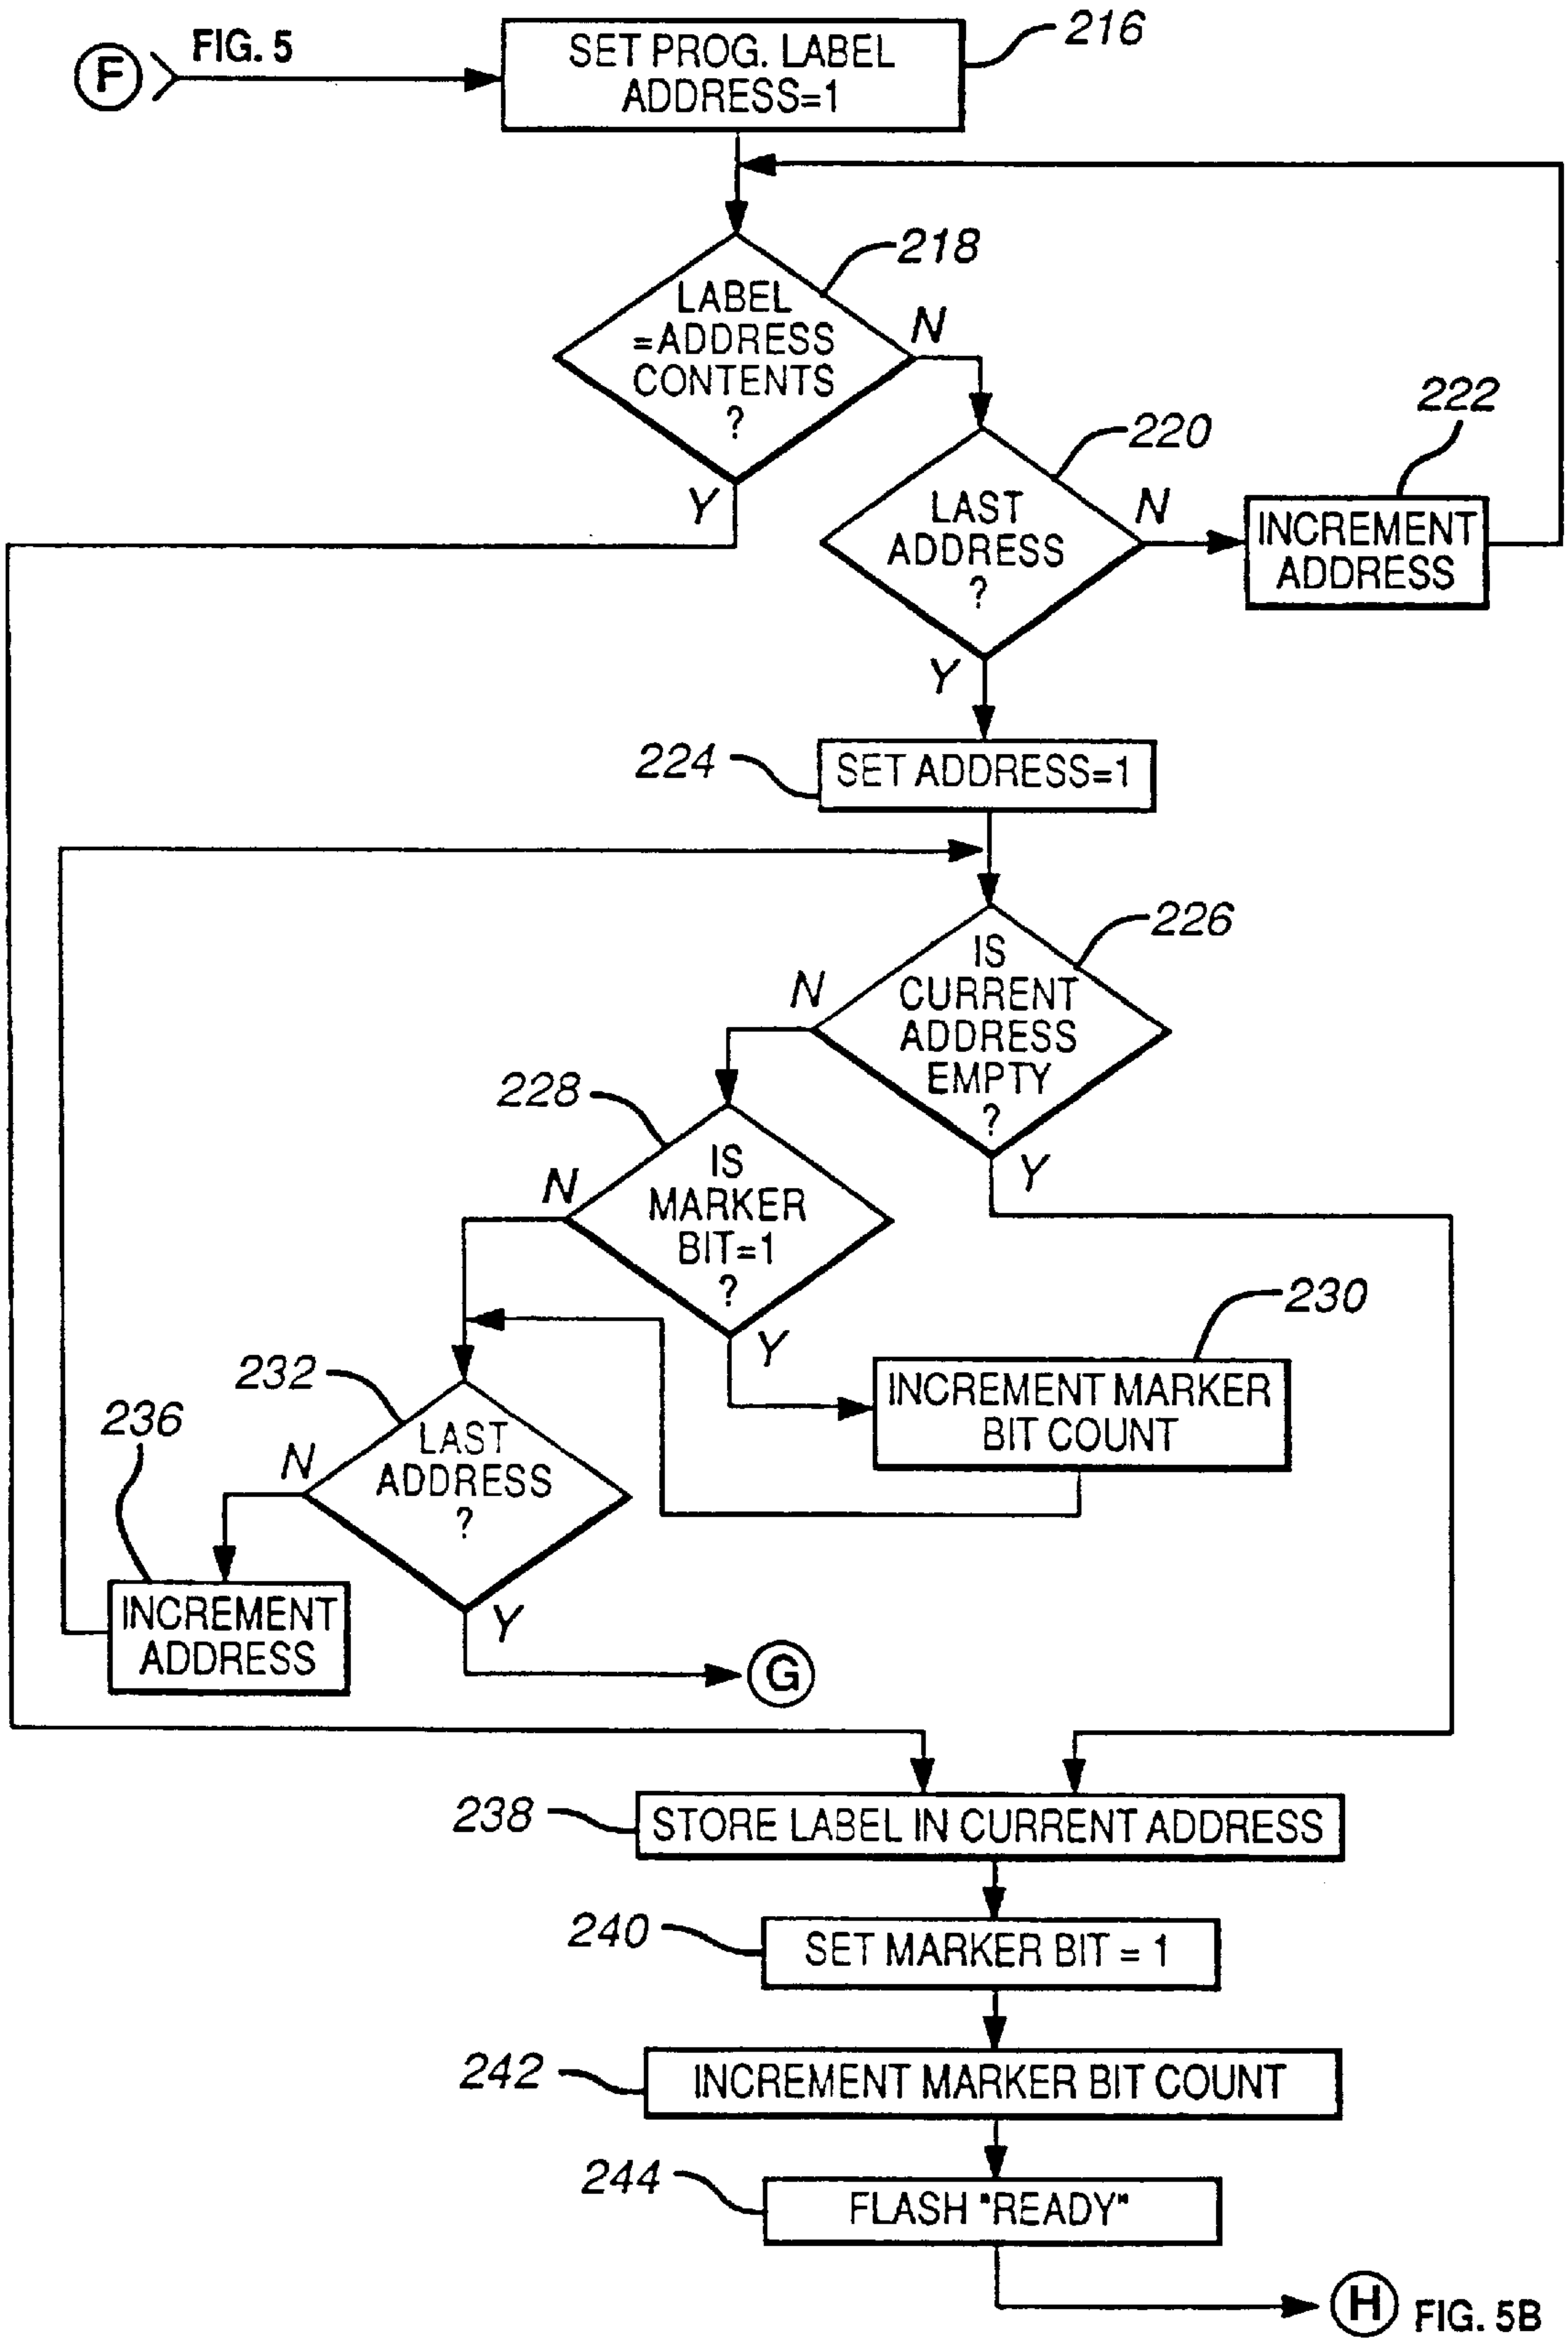 F
FIG. 5
SET PROG. LABEL
ADDRESS=1
216
LABEL
=ADDRESS
CONTENTS
?
218
N
Y
LAST
ADDRESS
?
220
N
Y
INCREMENT
ADDRESS
222
224
SET ADDRESS=1
IS
CURRENT
ADDRESS
EMPTY
?
226
N
Y
228
IS
MARKER
BIT=1
?
N
Y
230
INCREMENT MARKER
BIT COUNT
232
LAST
ADDRESS
?
N
Y
236
INCREMENT
ADDRESS
G
238
STORE LABEL IN CURRENT ADDRESS
240
SET MARKER BIT = 1
242
INCREMENT MARKER BIT COUNT
244
FLASH "READY"
H
FIG. 5B